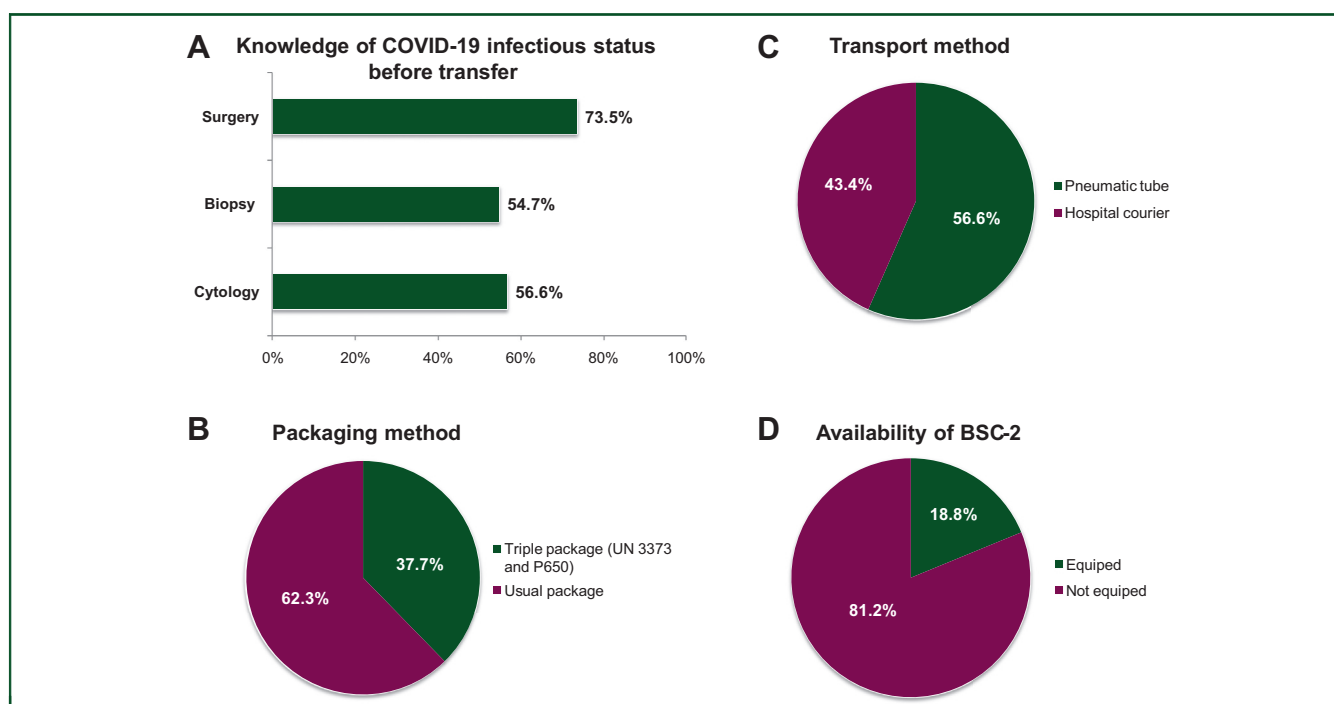 A
Knowledge of COVID-19 infectious status
before transfer
Surgery
73.5%
Biopsy
54.7%
Cytology
56.6%
0%
20%
40%
60%
80%
100%
B
Packaging method
37.7%
62.3%
Triple package (UN 3373
and P650)
Usual package
C
Transport method
43.4%
56.6%
Pneumatic tube
Hospital courier
D
Availability of BSC-2
18.8%
81.2%
Equiped
Not equiped